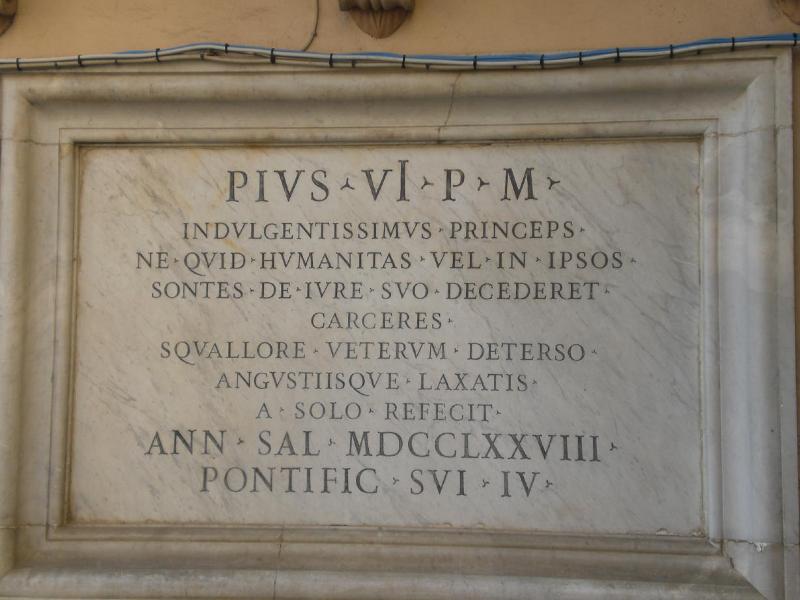 PIVS · VI · P · M ·
INDVLGENTISSIMVS · PRINCEPS ·
NE · QVID · HVMANITAS · VEL · IN · IPSOS ·
SONTES · DE · IVRE · SVO · DECEDERET ·
CARCERES ·
SQVALLORE · VETERVM · DETERSO ·
ANGVSTIISQVE · LAXATIS ·
A · SOLO · REFECIT ·
ANN · SAL · MDCCLXXVIII ·
PONTIFIC · SVI · IV ·